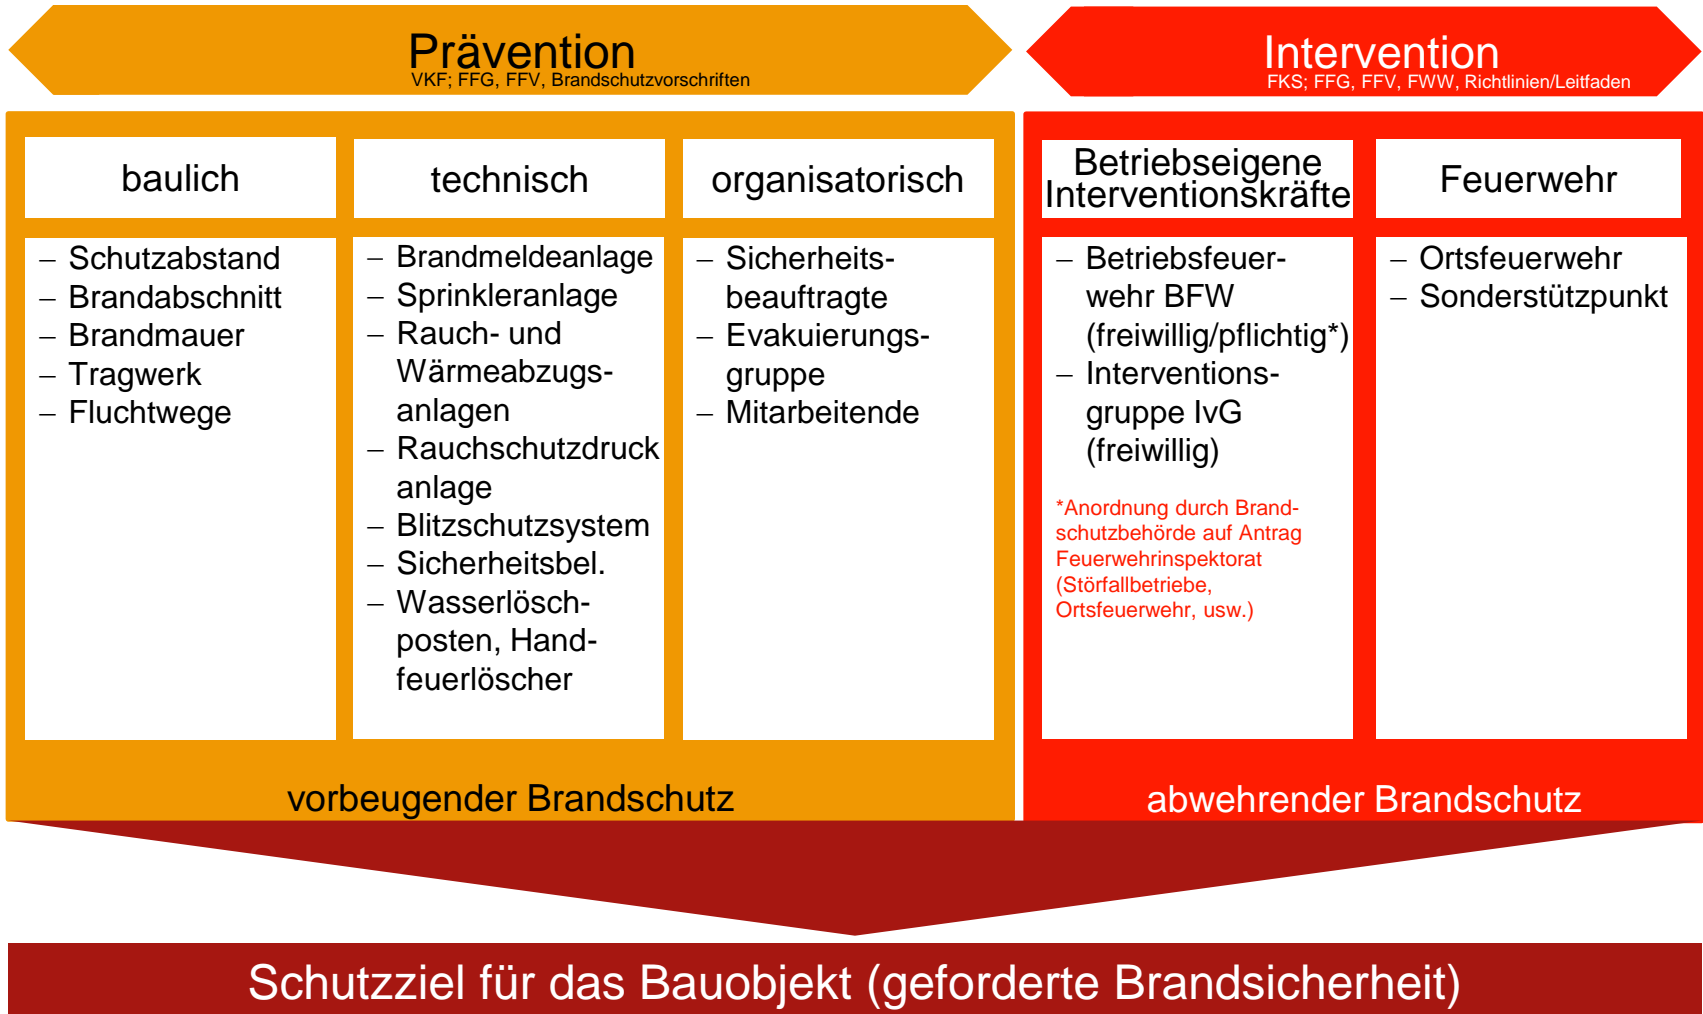 Prävention
VKF; FFG, FFV, Brandschutzvorschriften
Intervention
FKS; FFG, FFV, FWW, Richtlinien/Leitfaden
baulich
– Schutzabstand
– Brandabschnitt
– Brandmauer
– Tragwerk
– Fluchtwege
technisch
– Brandmeldeanlage
– Sprinkleranlage
– Rauch- und
Wärmeabzugs-
anlagen
– Rauchschutzdruck
anlage
– Blitzschutzsystem
– Sicherheitsbel.
– Wasserlösch-
posten, Hand-
feuerlöscher
organisatorisch
– Sicherheits-
beauftragte
– Evakuierungs-
gruppe
– Mitarbeitende
vorbeugender Brandschutz
Betriebseigene
Interventionskräfte
– Betriebsfeuer-
wehr BFW
(freiwillig/pflichtig*)
– Interventions-
gruppe IvG
(freiwillig)
*Anordnung durch Brand-
schutzbehörde auf Antrag
Feuerwehrinspektorat
(Störfallbetriebe,
Ortsfeuerwehr, usw.)
Feuerwehr
– Ortsfeuerwehr
– Sonderstützpunkt
abwehrender Brandschutz
Schutzziel für das Bauobjekt (geforderte Brandsicherheit)